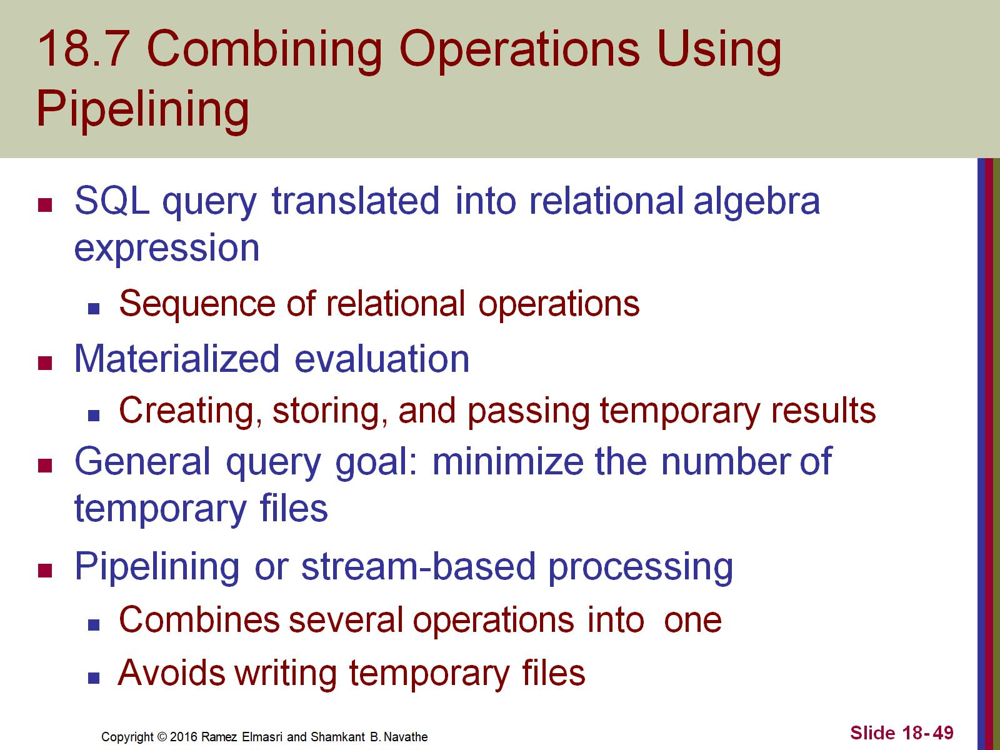 18.7 Combining Operations Using
Pipelining
SQL query translated into relational algebra
expression
Sequence of relational operations
Materialized evaluation
Creating, storing, and passing temporary results
General query goal: minimize the number of
temporary files
Pipelining or stream-based processing
Combines several operations into one
Avoids writing temporary files
Copyright © 2016 Ramez Elmasri and Shamkant B. Navathe
Slide 18- 49